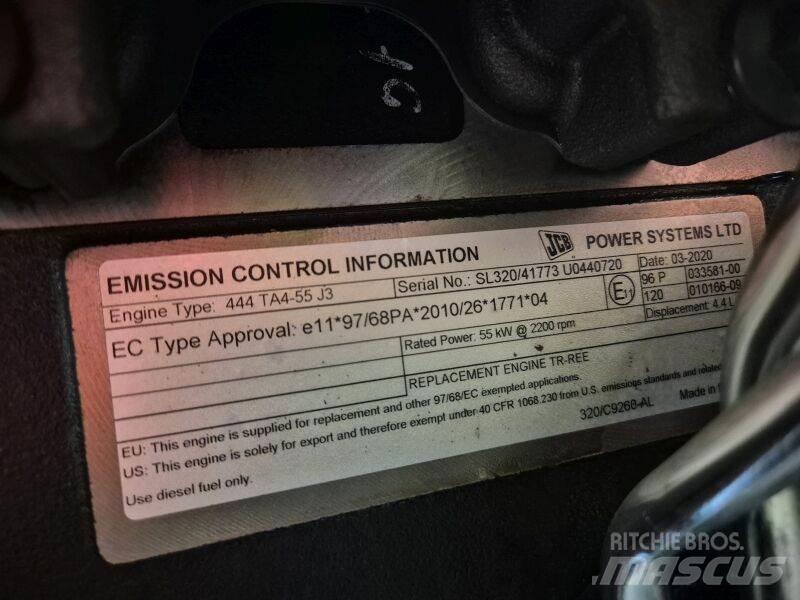 EMISSION CONTROL INFORMATION
JCB POWER SYSTEMS LTD
Engine Type: 444 TA4-55 J3
Serial No.: SL320/41773 U0440720
Date: 03-2020
EC Type Approval: e11*97/68PA*2010/26*1771*04
E11
96 P 033581-00
120 010166-09
Rated Power: 55 kW @ 2200 rpm
Displacement: 4.4 L
REPLACEMENT ENGINE TR-REE
EU: This engine is supplied for replacement and other 97/68/EC exempted applications.
US: This engine is solely for export and therefore exempt under 40 CFR 1068.230 from U.S. emissions standards and related
Use diesel fuel only.
320/C9260-AL
Made in
RITCHIE BROS.
MASCUS